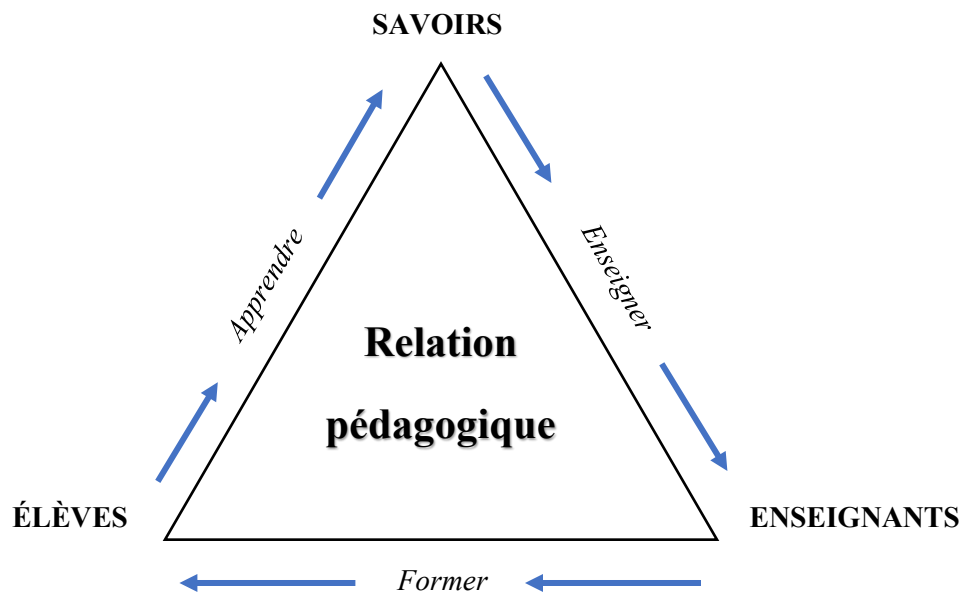 SAVOIRS
Apprendre
Enseigner
Relation
pédagogique
ÉLÈVES
ENSEIGNANTS
Former